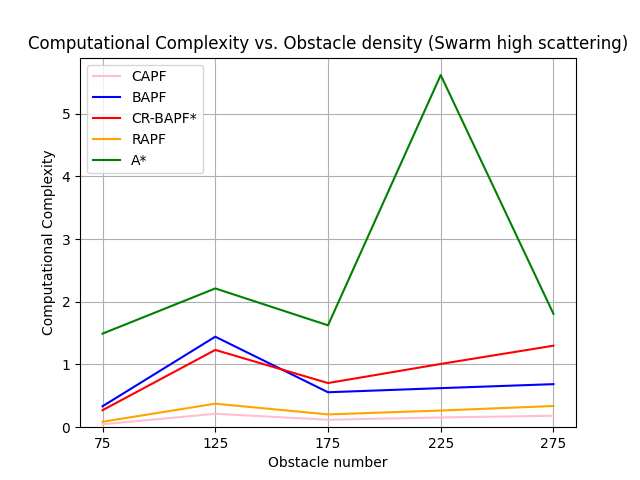 Computational Complexity vs. Obstacle density (Swarm high scattering)
CAPF
BAPF
CR-BAPF*
RAPF
A*
Computational Complexity
5
4
3
2
1
0
75
125
175
225
275
Obstacle number